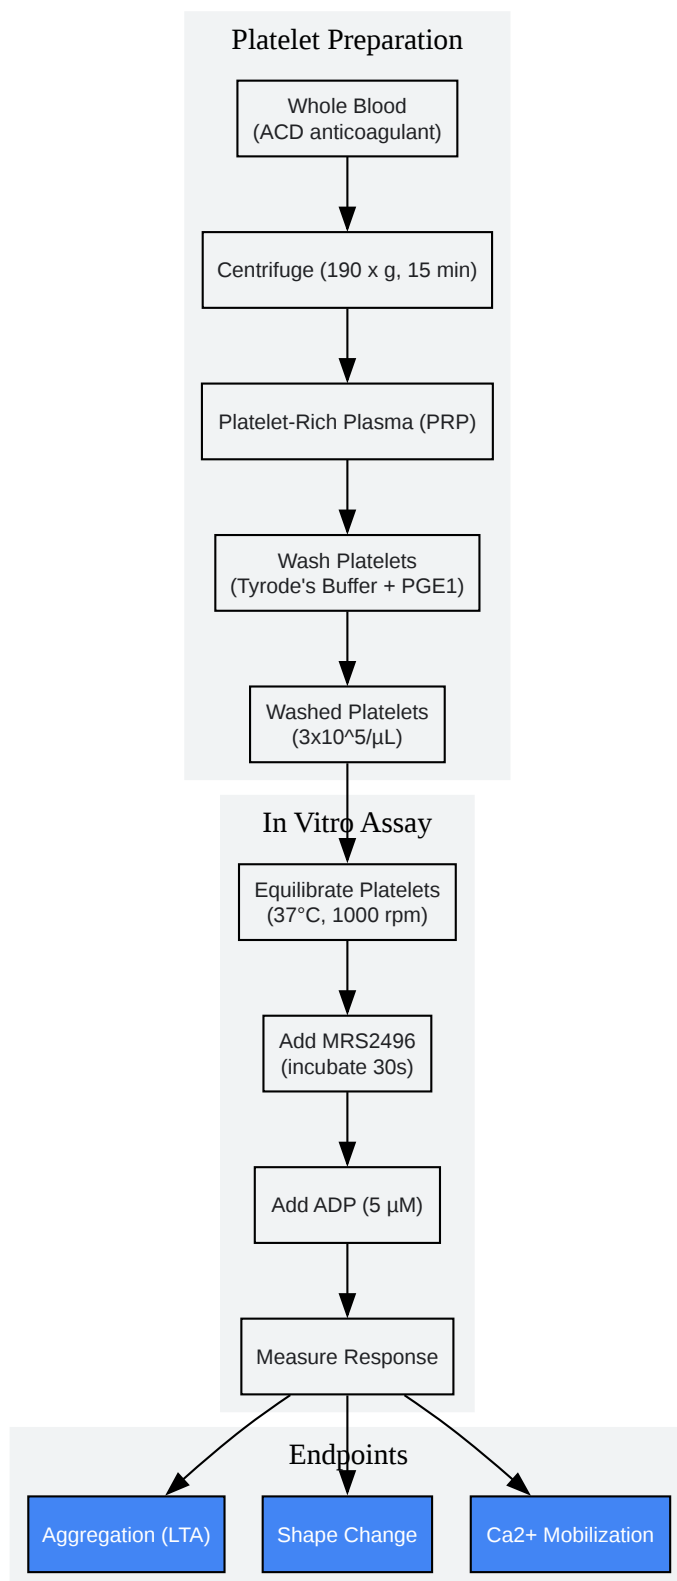 Platelet Preparation
Whole Blood
(ACD anticoagulant)
Centrifuge (190 x g, 15 min)
Platelet-Rich Plasma (PRP)
Wash Platelets
(Tyrode's Buffer + PGE1)
Washed Platelets
(3x10^5/µL)
In Vitro Assay
Equilibrate Platelets
(37°C, 1000 rpm)
Add MRS2496
(incubate 30s)
Add ADP (5 µM)
Measure Response
Endpoints
Aggregation (LTA)
Shape Change
Ca2+ Mobilization